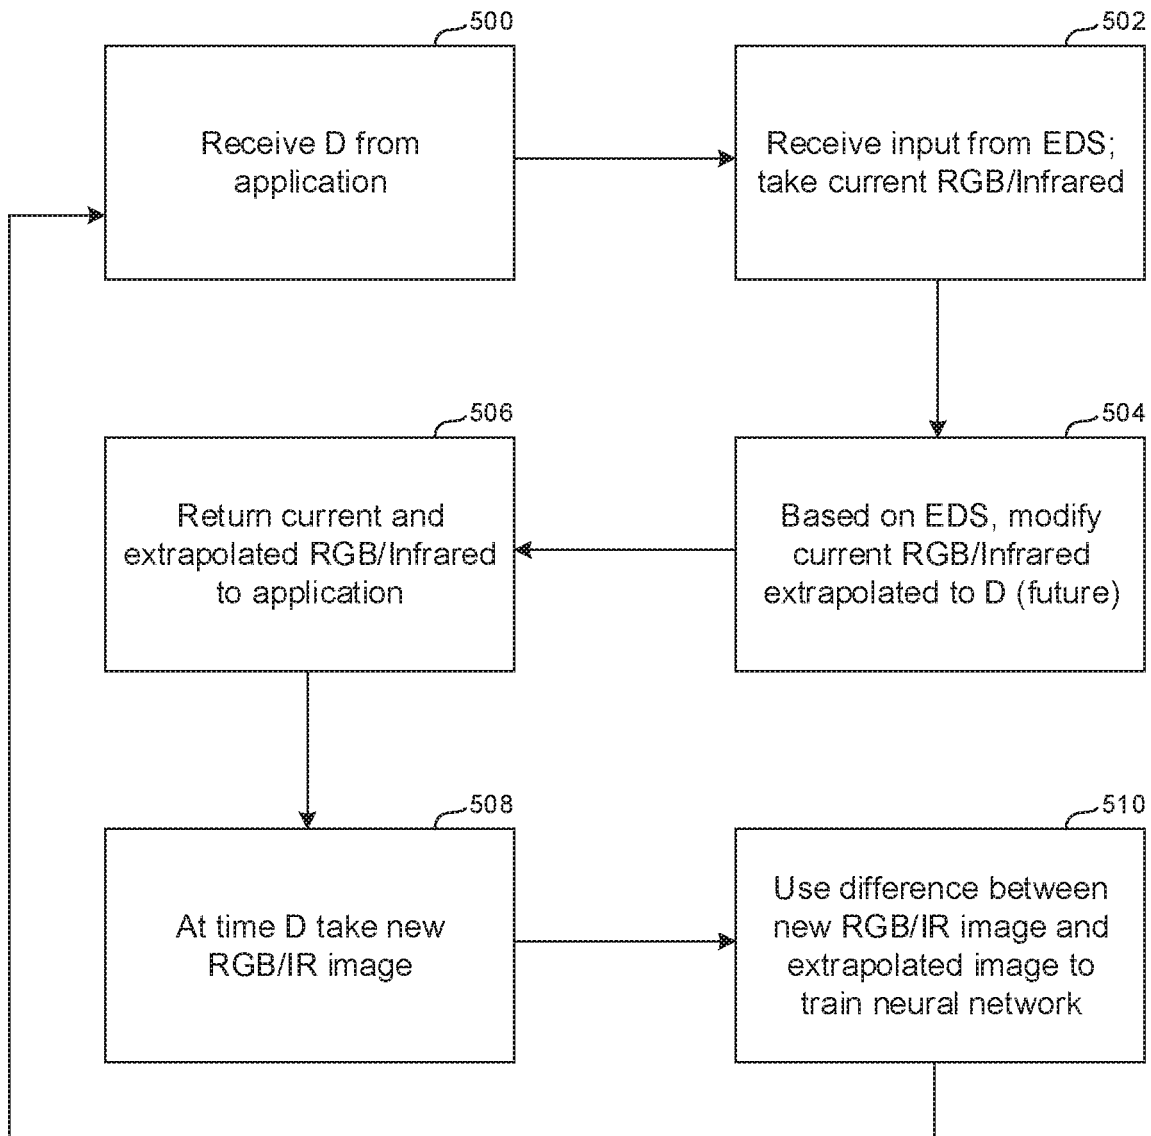 500
Receive D from
application
502
Receive input from EDS;
take current RGB/Infrared
506
Return current and
extrapolated RGB/Infrared
to application
504
Based on EDS, modify
current RGB/Infrared
extrapolated to D (future)
508
At time D take new
RGB/IR image
510
Use difference between
new RGB/IR image and
extrapolated image to
train neural network